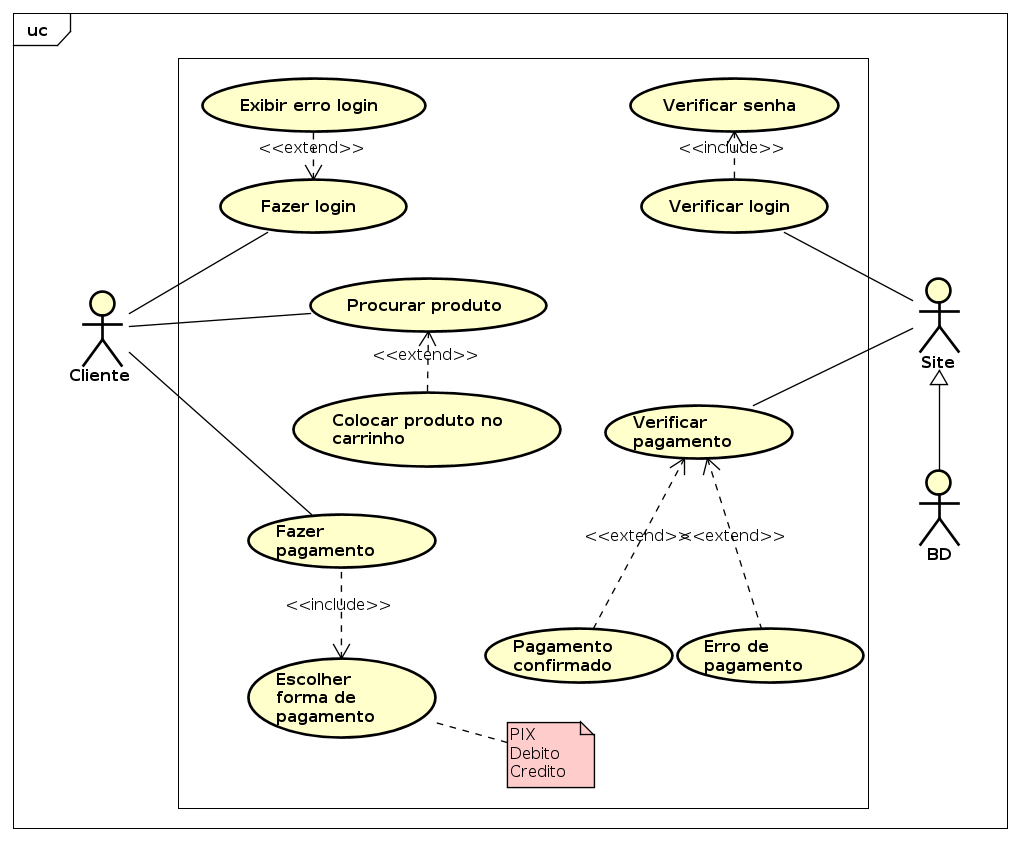 uc
Exibir erro login
<<extend>>
Fazer login
Verificar senha
<<include>>
Verificar login
Procurar produto
<<extend>>
Colocar produto no
carrinho
Cliente
Site
Verificar
pagamento
BD
Fazer
pagamento
<<include>>
Escolher
forma de
pagamento
<<extend>>
<<extend>>
Pagamento
confirmado
Erro de
pagamento
PIX
Debito
Credito